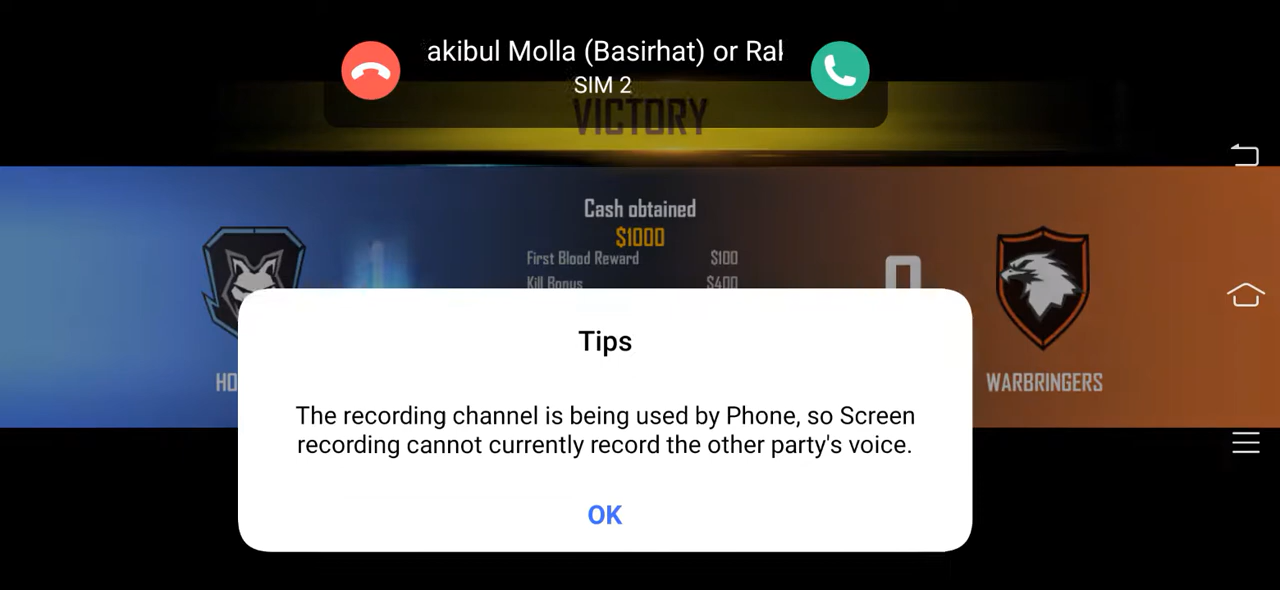 akibul Molla (Basirhat) or Ral
SIM 2
VICTORY
Cash obtained
$1000
First Blood Reward $100
Kill Bonus $400
HO
WARBRINGERS
Tips
The recording channel is being used by Phone, so Screen
recording cannot currently record the other party's voice.
OK